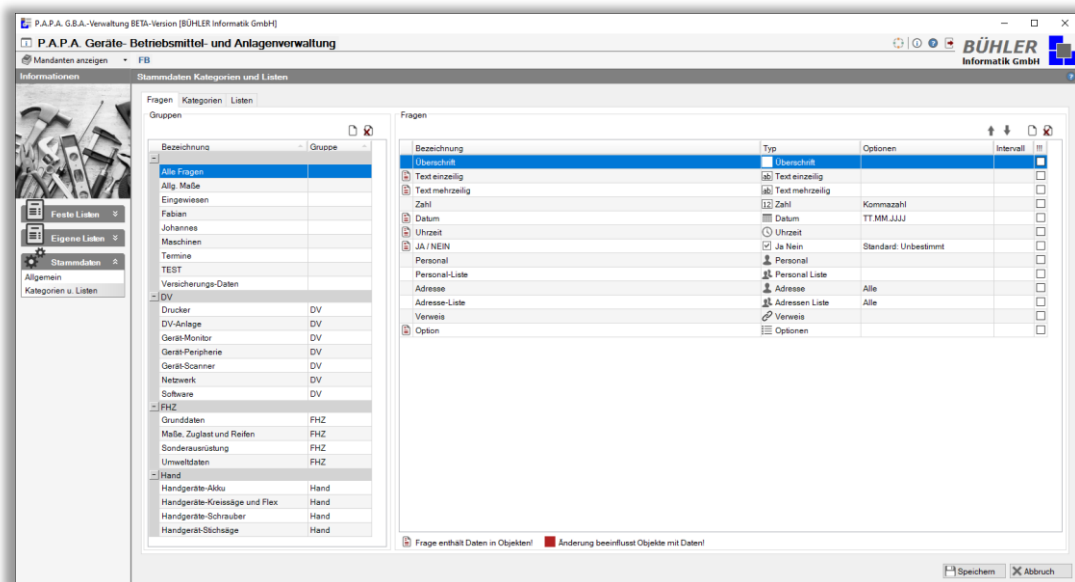 P.A.P.A. G.B.A.-Verwaltung BETA-Version [BÜHLER Informatik GmbH]
P.A.P.A. Geräte- Betriebsmittel- und Anlagenverwaltung
BÜHLER
Informatik GmbH
Mandanten anzeigen FB
Informationen Stammdaten Kategorien und Listen
Feste Listen
Eigene Listen
Stammdaten
Allgemein
Kategorien u. Listen
Fragen Kategorien Listen
Gruppen
Bezeichnung Gruppe
Alle Fragen
Allg. Maße
Eingewiesen
Fabian
Johannes
Maschinen
Termine
TEST
Versicherungs-Daten
DV
Drucker DV
DV-Anlage DV
Gerät-Monitor DV
Gerät-Peripherie DV
Gerät-Scanner DV
Netzwerk DV
Software DV
FHZ
Grunddaten FHZ
Maße, Zuglast und Reifen FHZ
Sonderausrüstung FHZ
Umweltdaten FHZ
Hand
Handgeräte-Akku Hand
Handgeräte-Kreissäge und Flex Hand
Handgeräte-Schrauber Hand
Handgerät-Stichsäge Hand
Fragen
Bezeichnung Typ Optionen Intervall !!!
Überschrift Überschrift
Text einzeilig ab Text einzeilig
Text mehrzeilig ab Text mehrzeilig
Zahl 12 Zahl Kommazahl
Datum Datum TT.MM.JJJJ
Uhrzeit Uhrzeit
JA / NEIN Ja Nein Standard: Unbestimmt
Personal Personal
Personal-Liste Personal Liste
Adresse Adresse Alle
Adresse-Liste Adressen Liste Alle
Verweis Verweis
Option Optionen
Frage enthält Daten in Objekten! Änderung beeinflusst Objekte mit Daten!
Speichern Abbruch